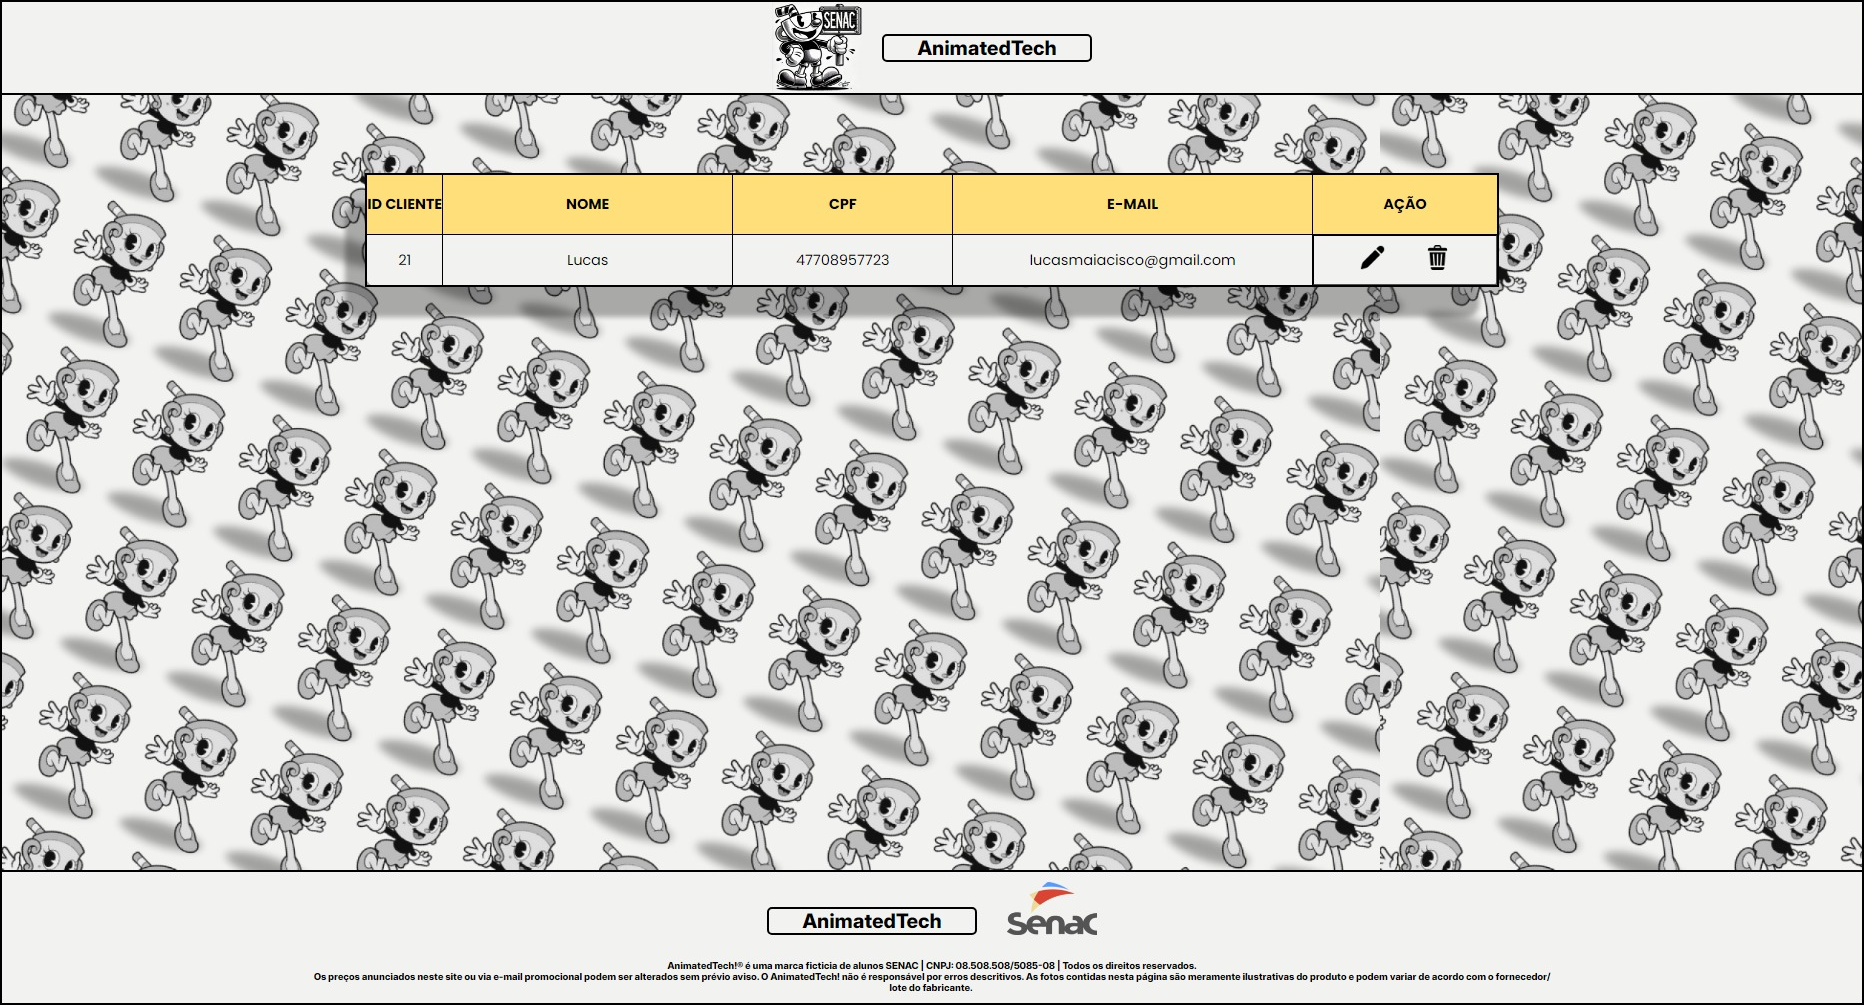 SENAC
AnimatedTech
ID CLIENTE NOME CPF E-MAIL AÇÃO
21 Lucas 47708957723 lucasmaiacisco@gmail.com
AnimatedTech
Senac
AnimatedTech!® é uma marca ficticia de alunos SENAC | CNPJ: 08.508.508/5085-08 | Todos os direitos reservados.
Os preços anunciados neste site ou via e-mail promocional podem ser alterados sem prévio aviso. O AnimatedTech! não é responsável por erros descritivos. As fotos contidas nesta página são meramente ilustrativas do produto e podem variar de acordo com o fornecedor/
lote do fabricante.